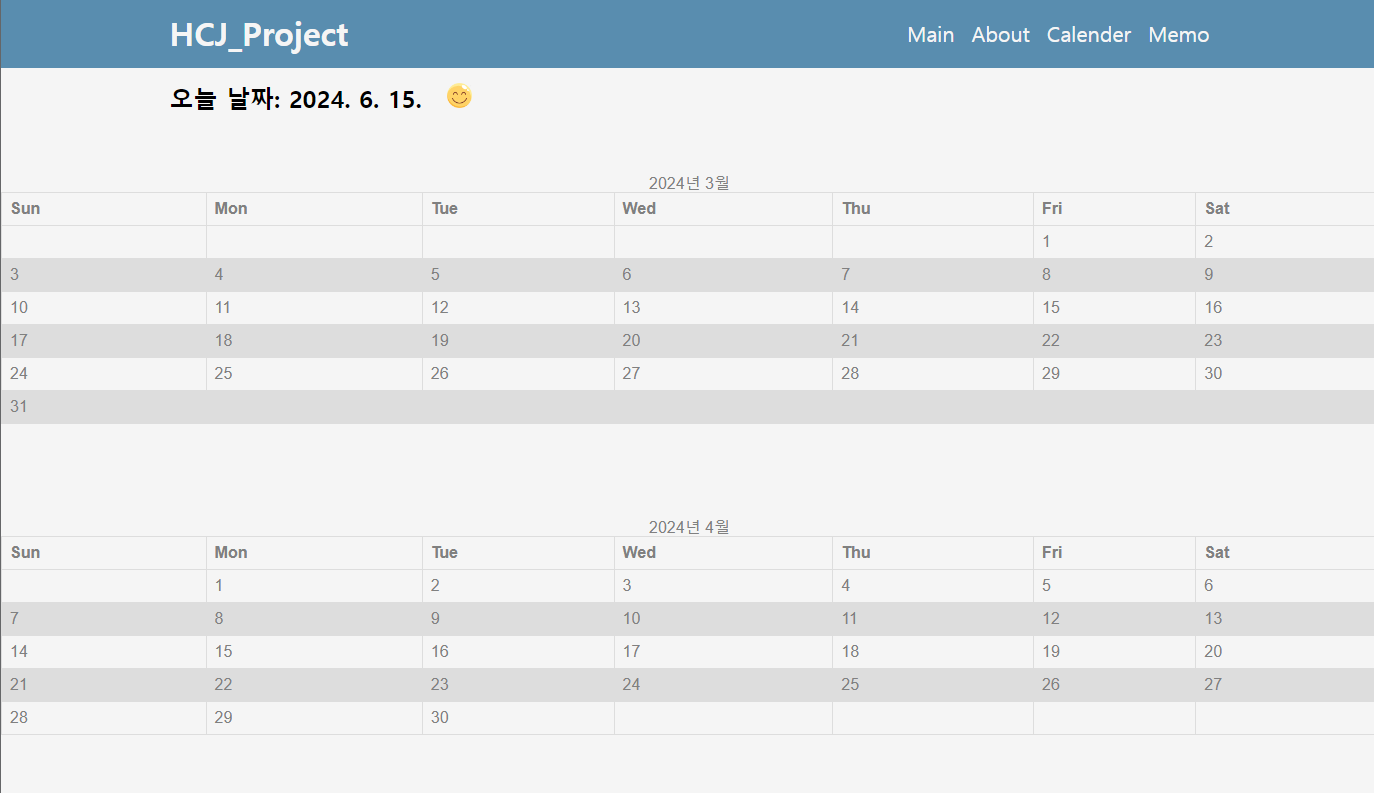 HCJ_Project Main About Calender Memo
오늘 날짜: 2024. 6. 15. 😊
2024년 3월
Sun Mon Tue Wed Thu Fri Sat
1 2
3 4 5 6 7 8 9
10 11 12 13 14 15 16
17 18 19 20 21 22 23
24 25 26 27 28 29 30
31
2024년 4월
Sun Mon Tue Wed Thu Fri Sat
1 2 3 4 5 6
7 8 9 10 11 12 13
14 15 16 17 18 19 20
21 22 23 24 25 26 27
28 29 30